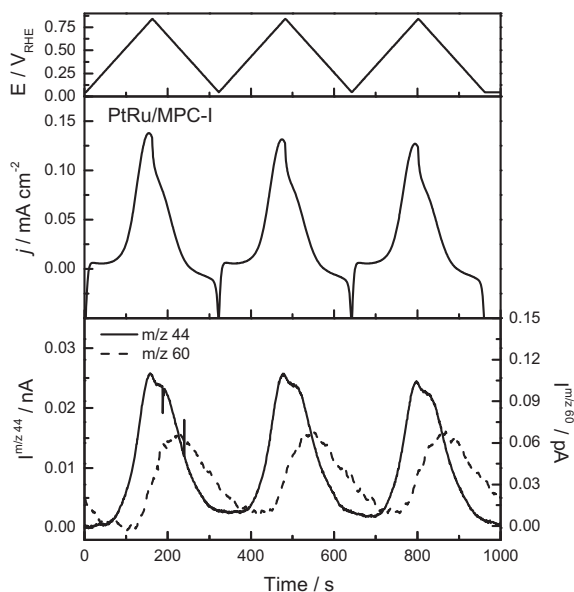 E / V_RHE
0.75
0.50
0.25
0.00
PtRu/MPC-I
j / mA cm⁻²
0.15
0.10
0.05
0.00
m/z 44
m/z 60
I^m/z 44 / nA
0.03
0.02
0.01
0.00
I^m/z 60 / pA
0.15
0.12
0.09
0.06
0.03
0.00
0 200 400 600 800 1000
Time / s